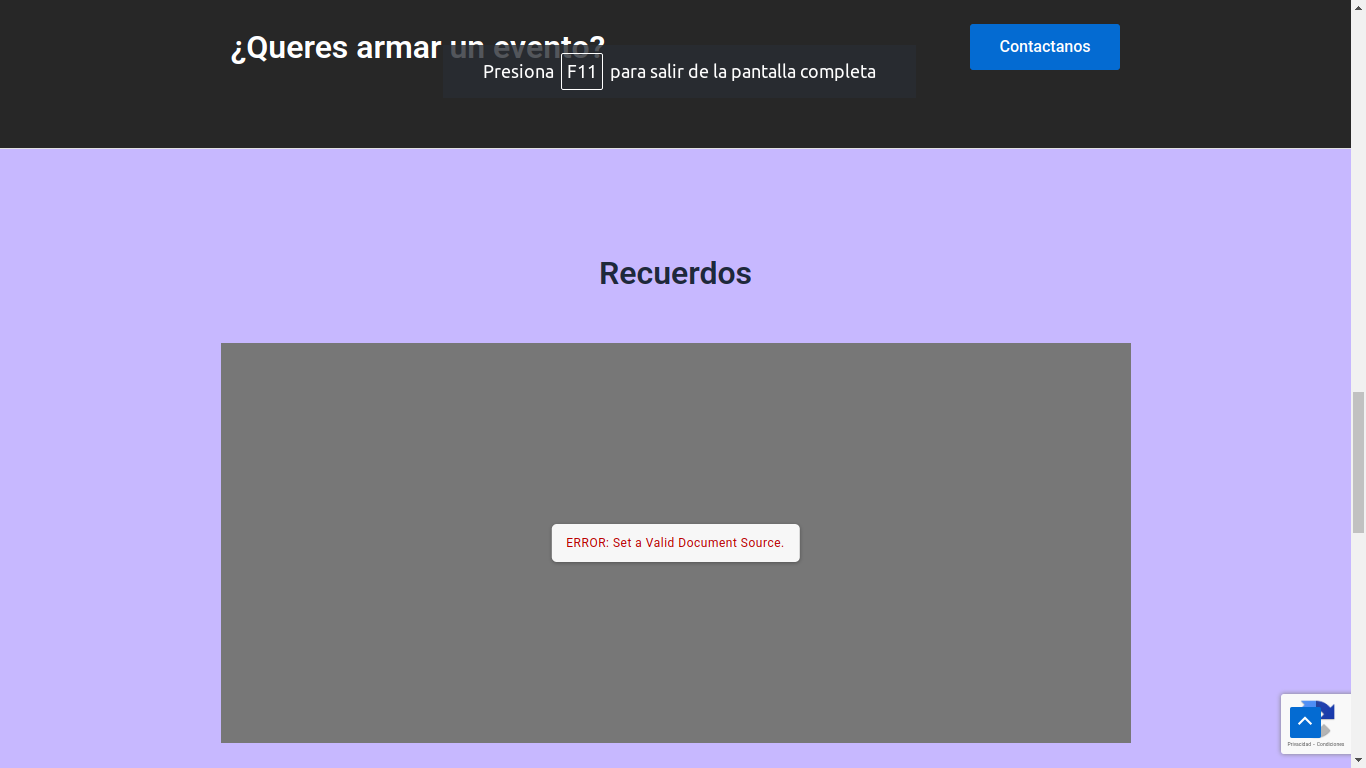 ¿Queres armar un evento?
Contactanos
Presiona F11 para salir de la pantalla completa
Recuerdos
ERROR: Set a Valid Document Source.
Privacidad - Condiciones